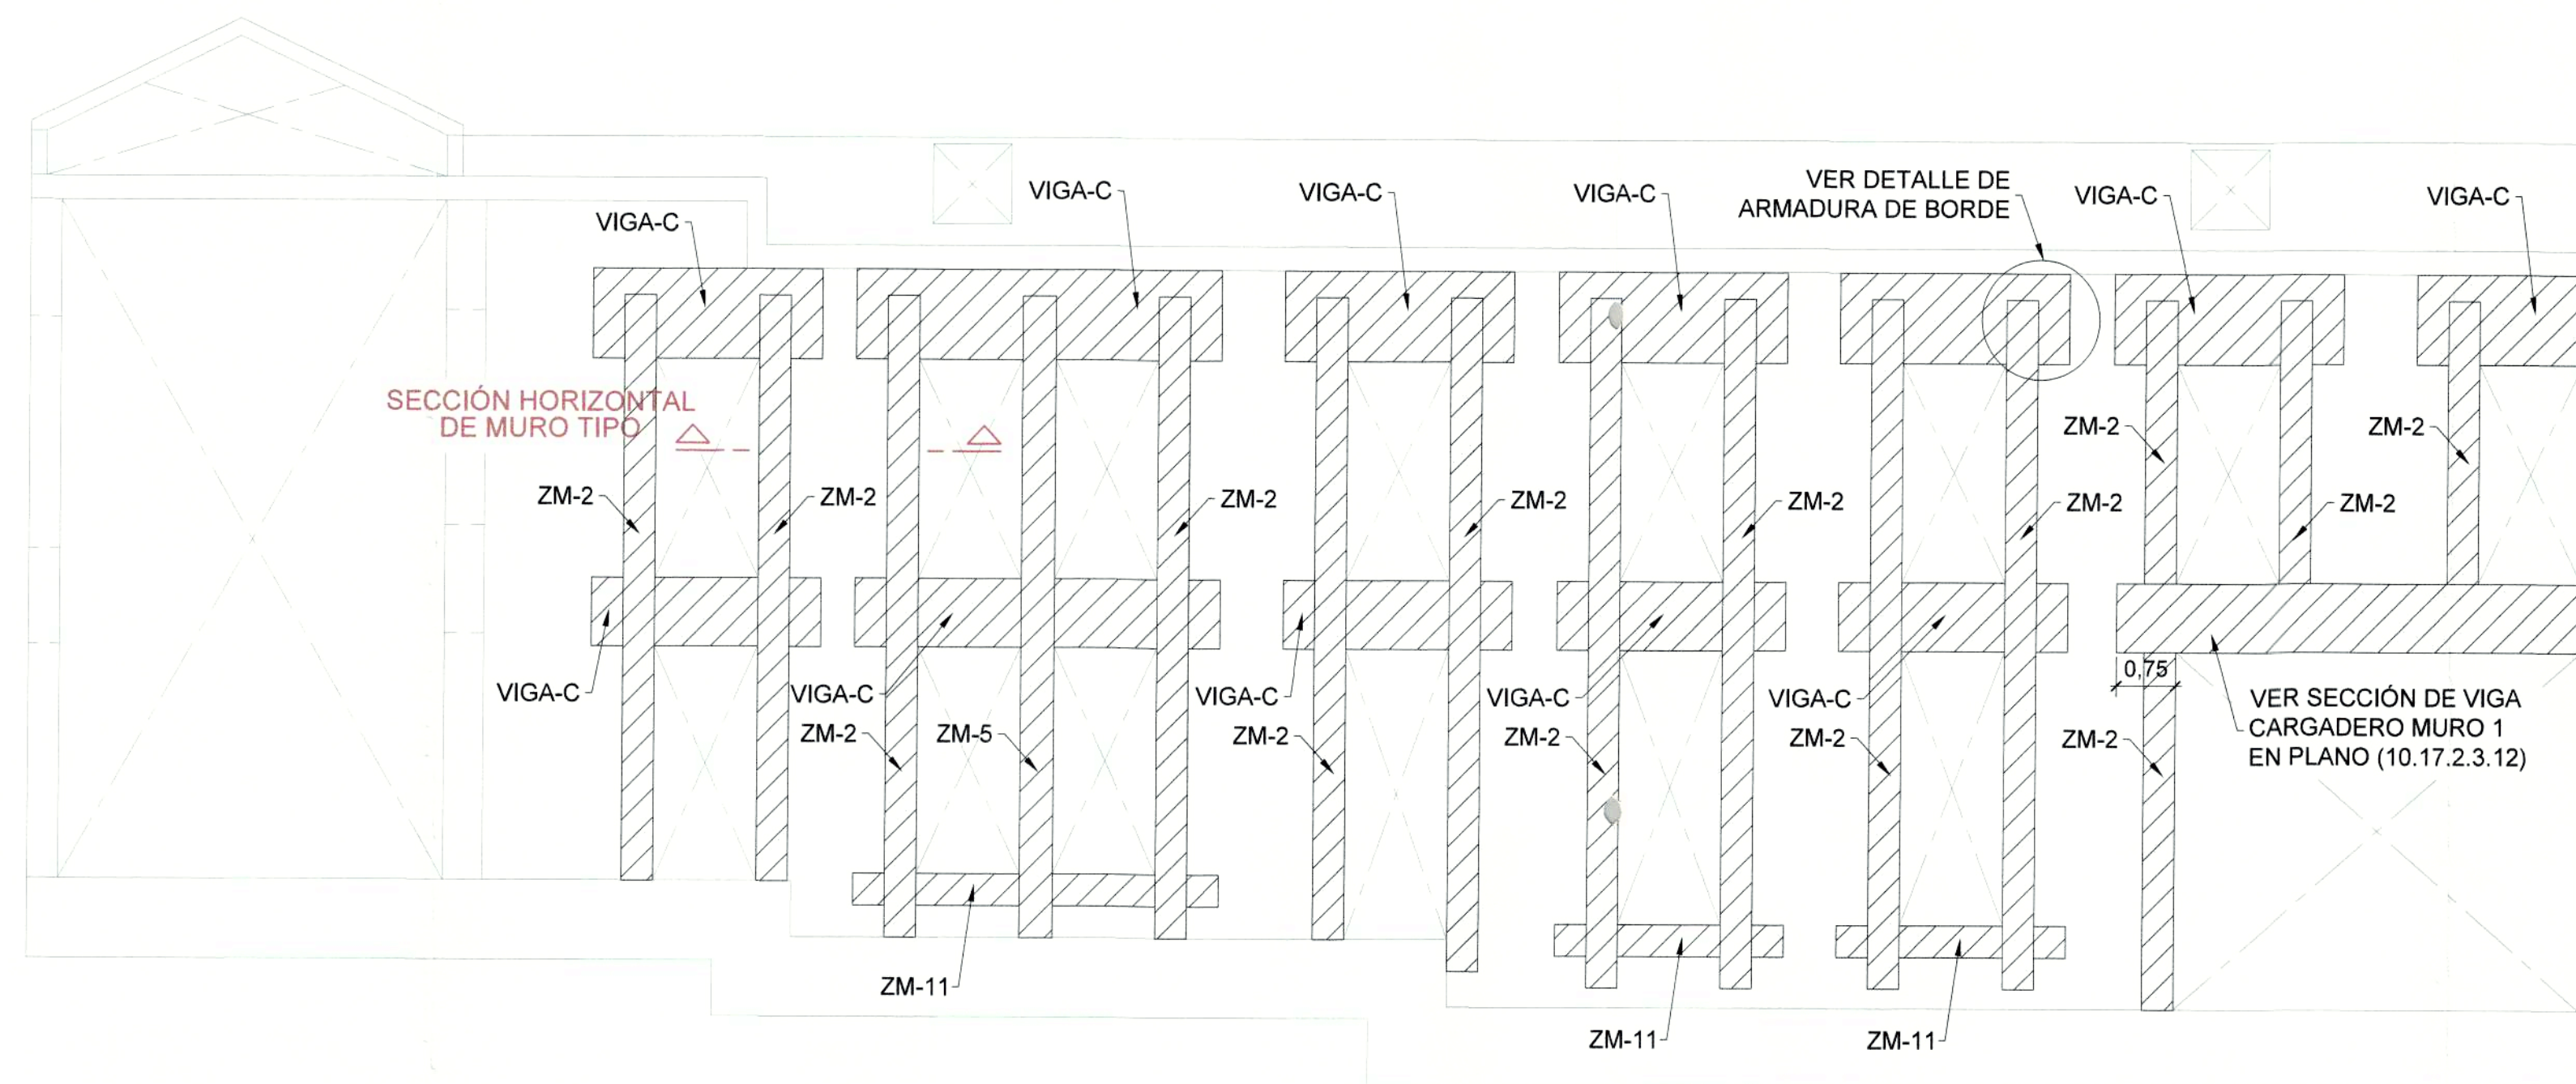 VER DETALLE DE
ARMADURA DE BORDE
VIGA-C
VIGA-C
VIGA-C
VIGA-C
VIGA-C
VIGA-C
SECCIÓN HORIZONTAL
DE MURO TIPO
ZM-2
ZM-2
ZM-2
ZM-2
ZM-2
ZM-2
ZM-2
ZM-2
ZM-2
ZM-2
0,75
VIGA-C
VIGA-C
VIGA-C
VIGA-C
VIGA-C
VER SECCIÓN DE VIGA
CARGADERO MURO 1
EN PLANO (10.17.2.3.12)
ZM-2
ZM-5
ZM-2
ZM-2
ZM-2
ZM-2
ZM-11
ZM-11
ZM-11